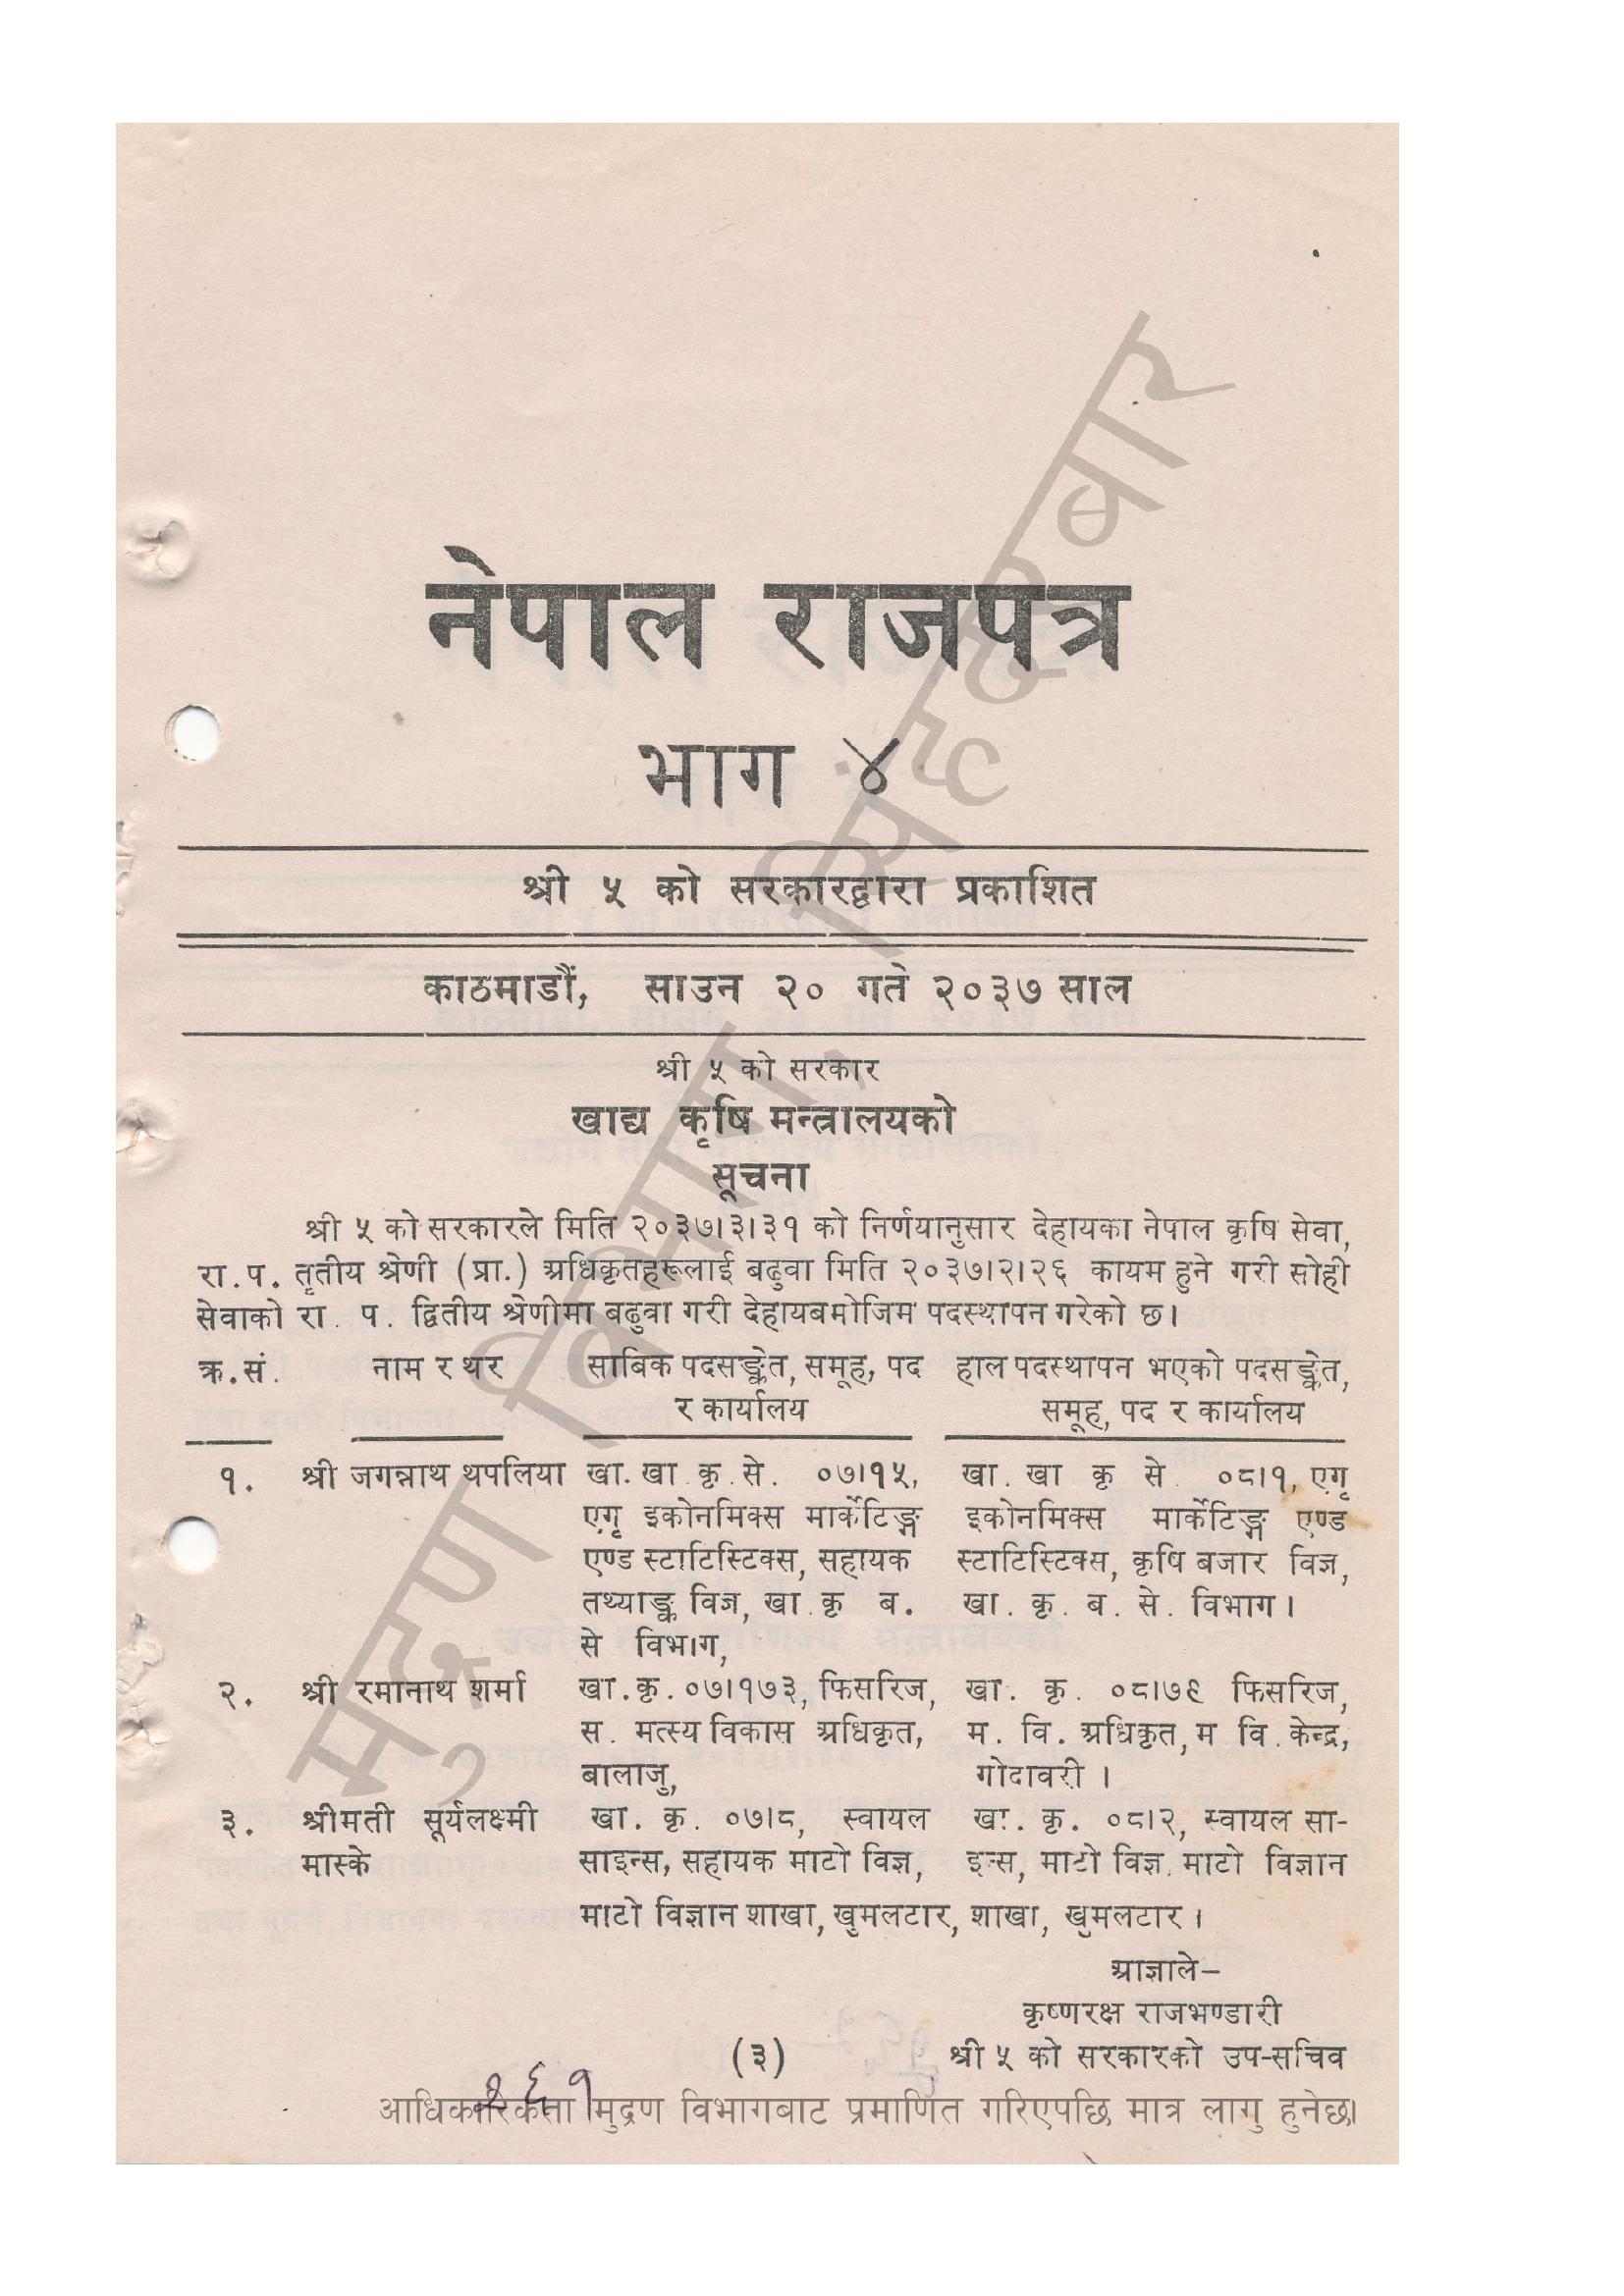 नेपाल राजपत्र
भाग ४
श्री ५ को सरकारद्वारा प्रकाशित
काठमाडौं, साउन २० गते २०३७ साल
श्री ५ को सरकार
खाद्य कृषि मन्त्रालयको
सूचना
श्री ५ को सरकारले मिति २०३७।३।३१ को निर्णयानुसार देहायका नेपाल कृषि सेवा,
रा.प. तृतीय श्रेणी (प्रा.) अधिकृतहरूलाई बढुवा मिति २०३७।२।२६ कायम हुने गरी सोही
सेवाको रा. प. द्वितीय श्रेणीमा बढुवा गरी देहायबमोजिम पदस्थापन गरेको छ।
क्र.सं. नाम र थर साबिक पदसङ्केत, समूह, पद हाल पदस्थापन भएको पदसङ्केत,
र कार्यालय समूह, पद र कार्यालय
१. श्री जगन्नाथ थपलिया खा. खा. कृ. से. ०७।१५, खा. खा कृ से ०८।१, एगृ
एगृ इकोनमिक्स मार्केटिङ्ग इकोनमिक्स मार्केटिङ्ग एण्ड
एण्ड स्टाटिस्टिक्स, सहायक स्टाटिस्टिक्स, कृषि बजार विज्ञ,
तथ्याङ्क विज्ञ, खा. कृ ब. खा. कृ. ब. से. विभाग।
से विभाग,
२. श्री रमानाथ शर्मा खा. कृ. ०७।१७३, फिसरिज, खा. कृ. ०८।७९ फिसरिज,
स. मत्स्य विकास अधिकृत, म. वि. अधिकृत, म वि. केन्द्र,
बालाजु, गोदावरी ।
३. श्रीमती सूर्यलक्ष्मी खा. कृ. ०७।८, स्वायल खा. कृ. ०८।२, स्वायल सा-
मास्के साइन्स, सहायक माटो विज्ञ, इन्स, माटो विज्ञ. माटो विज्ञान
माटो विज्ञान शाखा, खुमलटार, शाखा, खुमलटार ।
आज्ञाले–
कृष्णरक्ष राजभण्डारी
(३) श्री ५ को सरकारको उप-सचिव
२६१
आधिकारिकता मुद्रण विभागबाट प्रमाणित गरिएपछि मात्र लागु हुनेछ।
मुद्रण विभाग, सिंहदरवार